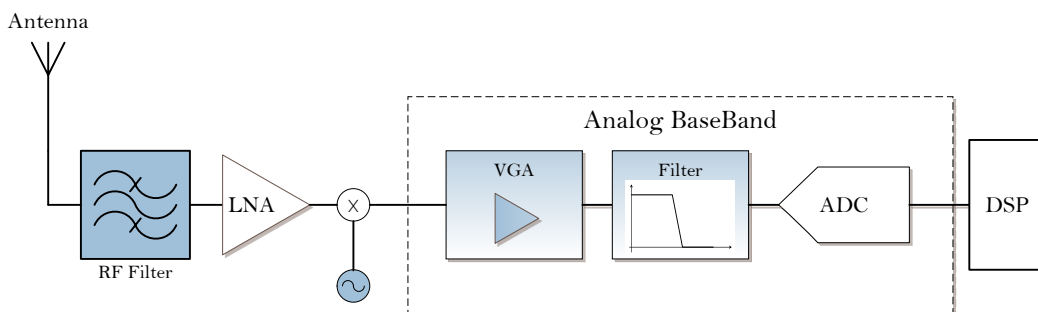 Antenna
Analog BaseBand
VGA
Filter
LNA
X
ADC
DSP
RF Filter